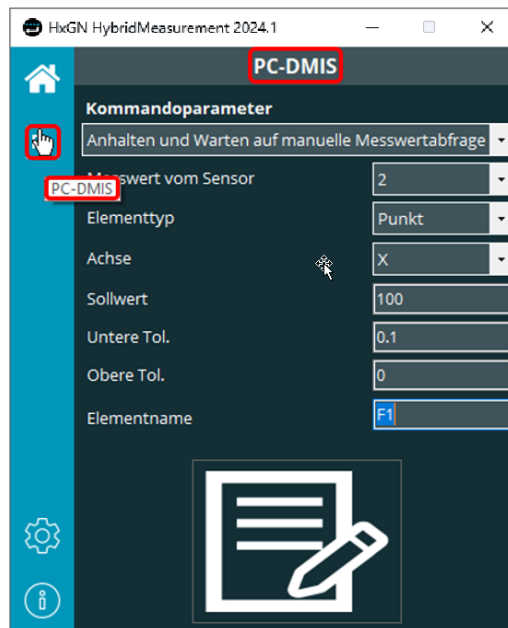 HxGN HybridMeasurement 2024.1
PC-DMIS
Kommandoparameter
Anhalten und Warten auf manuelle Messwertabfrage
Messwert vom Sensor 2
PC-DMIS
Elementtyp Punkt
Achse X
Sollwert 100
Untere Tol. 0.1
Obere Tol. 0
Elementname F1